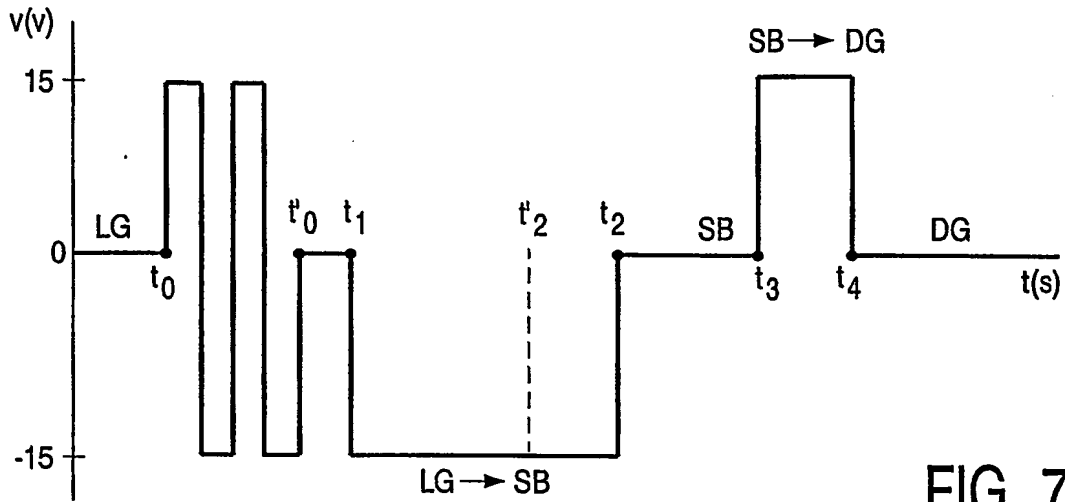 v(v)
SB → DG
15
LG
t'0
t1
t'2
t2
SB
DG
0
t0
t3
t4
t(s)
-15
LG → SB
FIG. 7